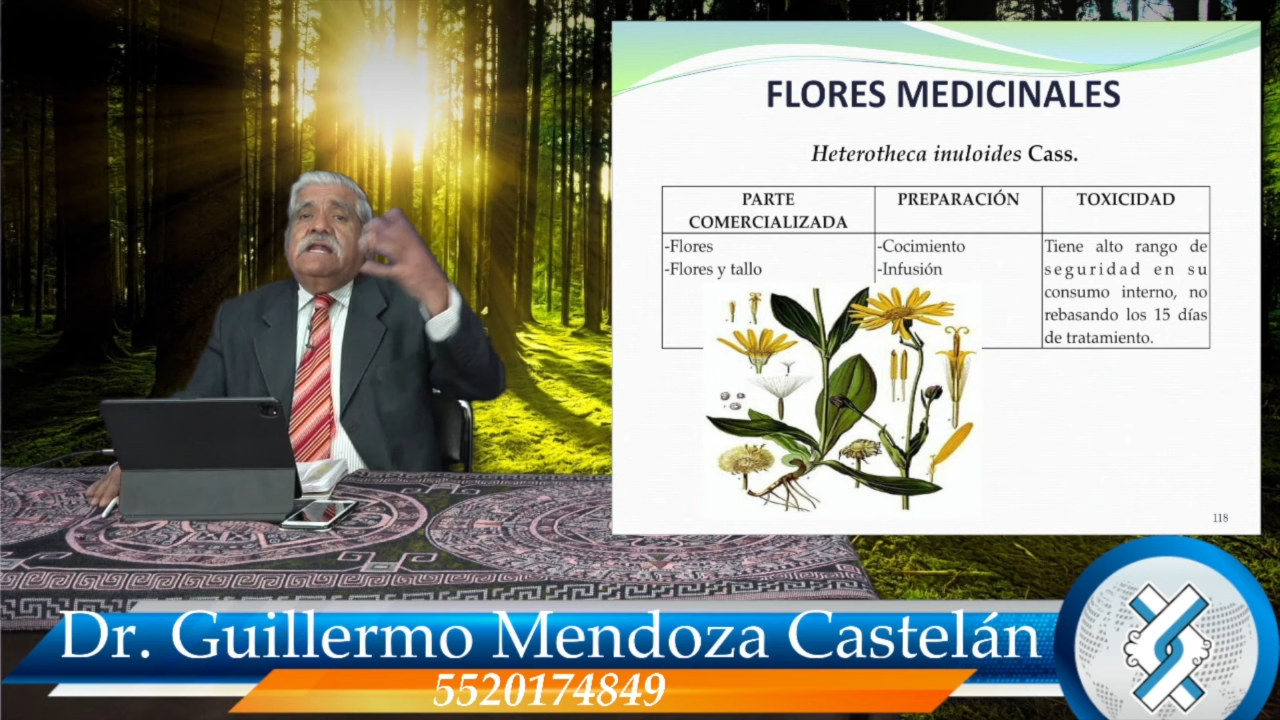 FLORES MEDICINALES
Heterotheca inuloides Cass.
PARTE
COMERCIALIZADA
PREPARACIÓN
TOXICIDAD
-Flores
-Flores y tallo
-Cocimiento
-Infusión
Tiene alto rango de
seguridad en su
consumo interno, no
rebasando los 15 días
de tratamiento.
118
Dr. Guillermo Mendoza Castelán
5520174849